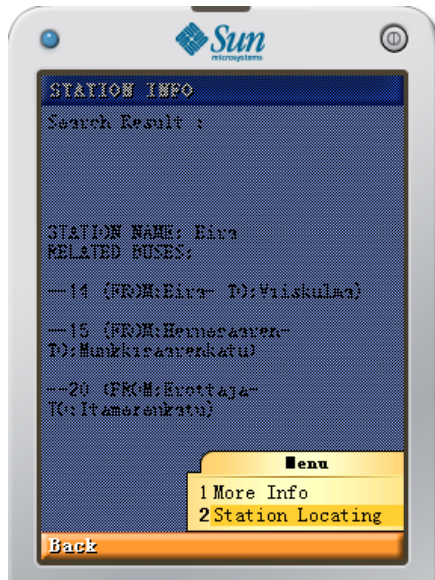 Sun
microsystems
STATION INFO
Search Result :
STATION NAME: Eira
RELATED BUSES:
--14 (FROM:Eira- TO:Viiskulma)
--15 (FROM:Hernesaaren-
TO:Munkkisaarenkatu)
--20 (FROM:Erottaja-
TO:Itamerenkatu)
Menu
1 More Info
2 Station Locating
Back